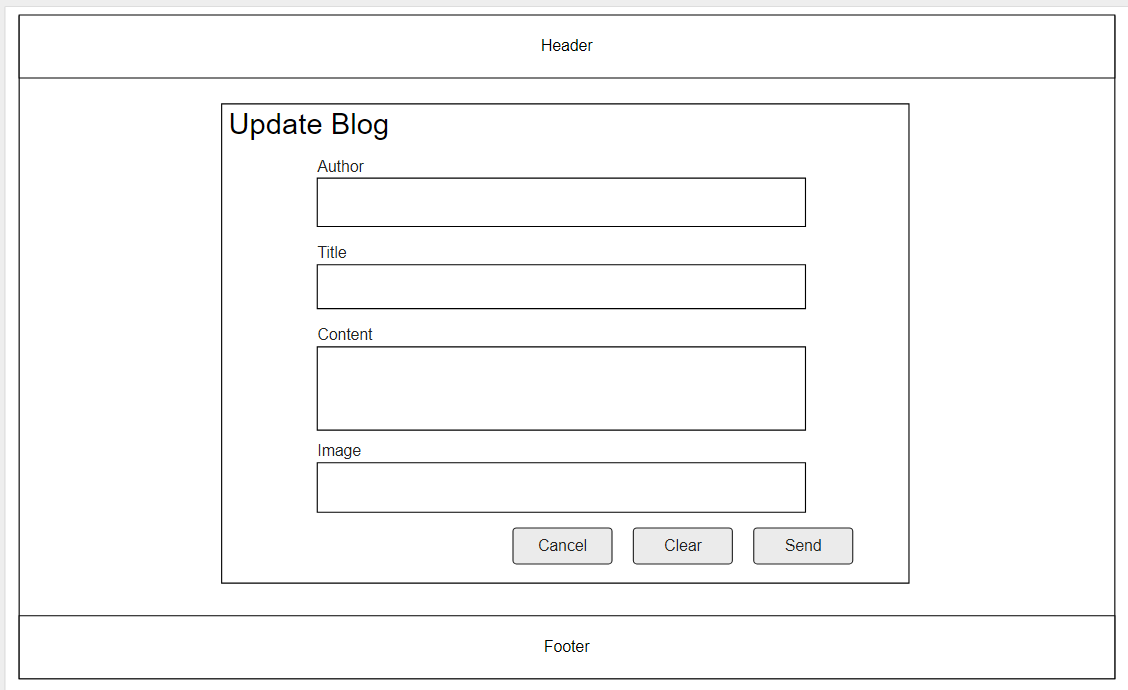 Header
Update Blog
Author
Title
Content
Image
Cancel Clear Send
Footer